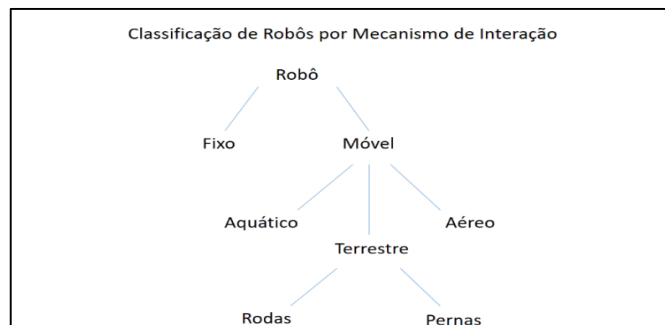 Classificação de Robôs por Mecanismo de Interação
Robô
Fixo
Móvel
Aquático
Aéreo
Terrestre
Rodas
Pernas